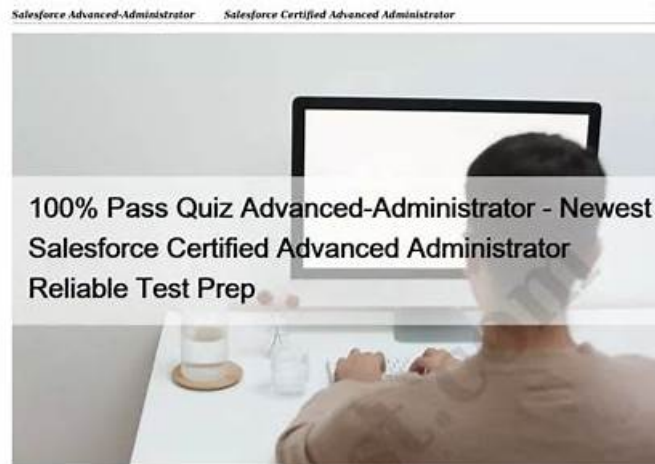 Salesforce Advanced-Administrator Salesforce Certified Advanced Administrator
100% Pass Quiz Advanced-Administrator - Newest
Salesforce Certified Advanced Administrator
Reliable Test Prep